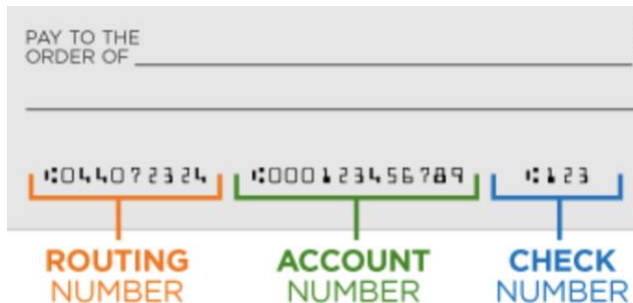 PAY TO THE
ORDER OF
⑆044072324 ⑆000123456789 ⑆123
ROUTING ACCOUNT CHECK
NUMBER NUMBER NUMBER